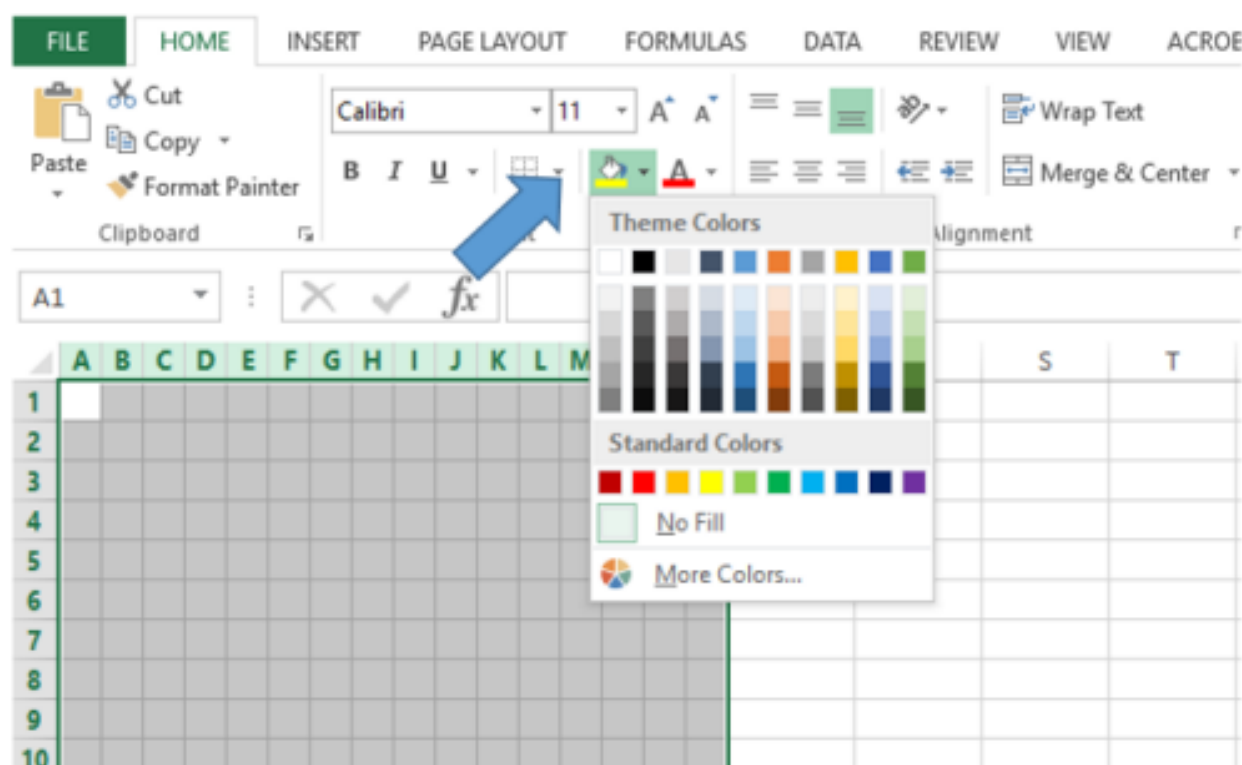 FILE HOME INSERT PAGE LAYOUT FORMULAS DATA REVIEW VIEW
Cut
Copy
Format Painter
Paste
Calibri 11 A A
Wrap Text
B I U A
Merge & Center
Clipboard
Theme Colors
A1
fx
A B C D E F G H I J K L M S T
1
2
3
4
5
6
7
8
9
10
Standard Colors
No Fill
More Colors...